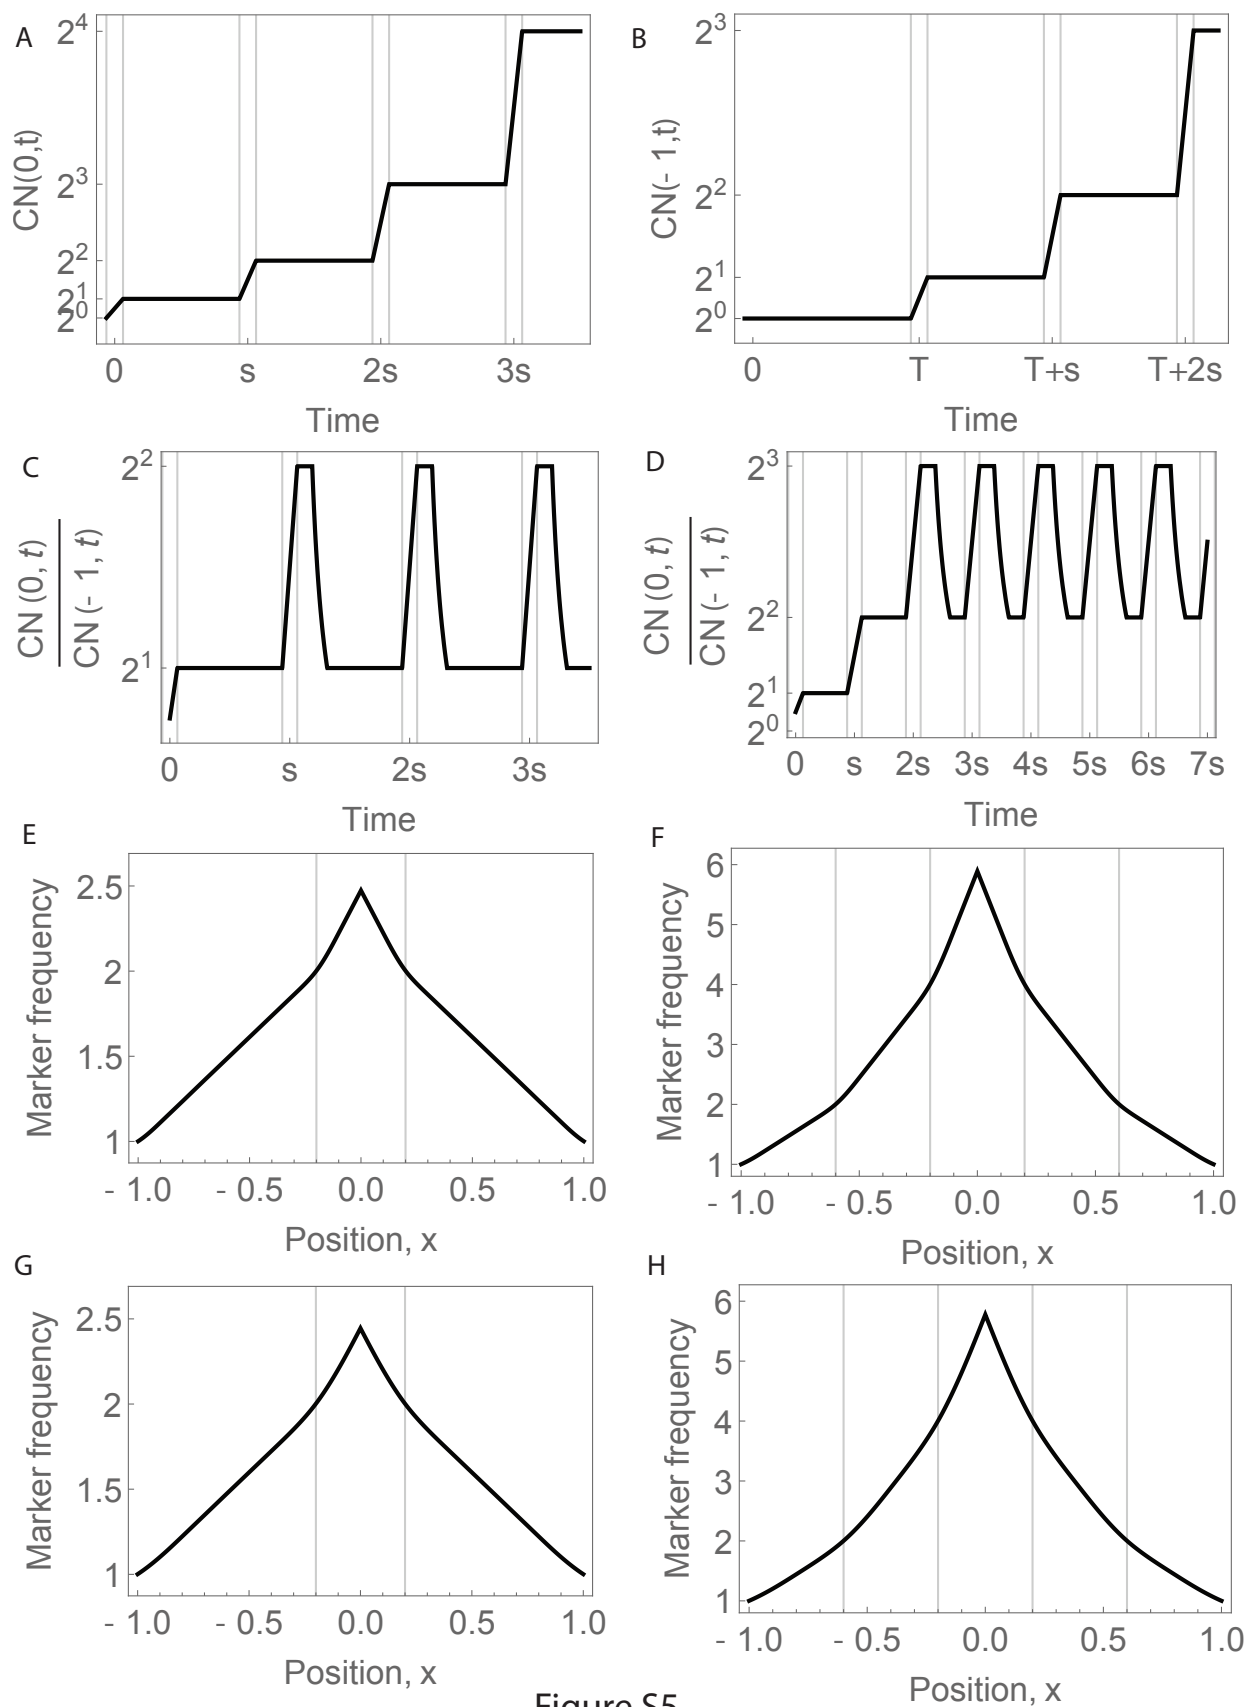 A
CN(0,t)
2^4
2^3
2^2
2^1
2^0
0 s 2s 3s
Time
B
CN(- 1,t)
2^3
2^2
2^1
2^0
0 T T+s T+2s
Time
C
CN (0, t)
CN (- 1, t)
2^2
2^1
0 s 2s 3s
Time
D
CN (0, t)
CN (- 1, t)
2^3
2^2
2^1
2^0
0 s 2s 3s 4s 5s 6s 7s
Time
E
Marker frequency
2.5
2
1.5
1
- 1.0 - 0.5 0.0 0.5 1.0
Position, x
F
Marker frequency
6
5
4
3
2
1
- 1.0 - 0.5 0.0 0.5 1.0
Position, x
G
Marker frequency
2.5
2
1.5
1
- 1.0 - 0.5 0.0 0.5 1.0
Position, x
H
Marker frequency
6
5
4
3
2
1
- 1.0 - 0.5 0.0 0.5 1.0
Position, x
Figure S5